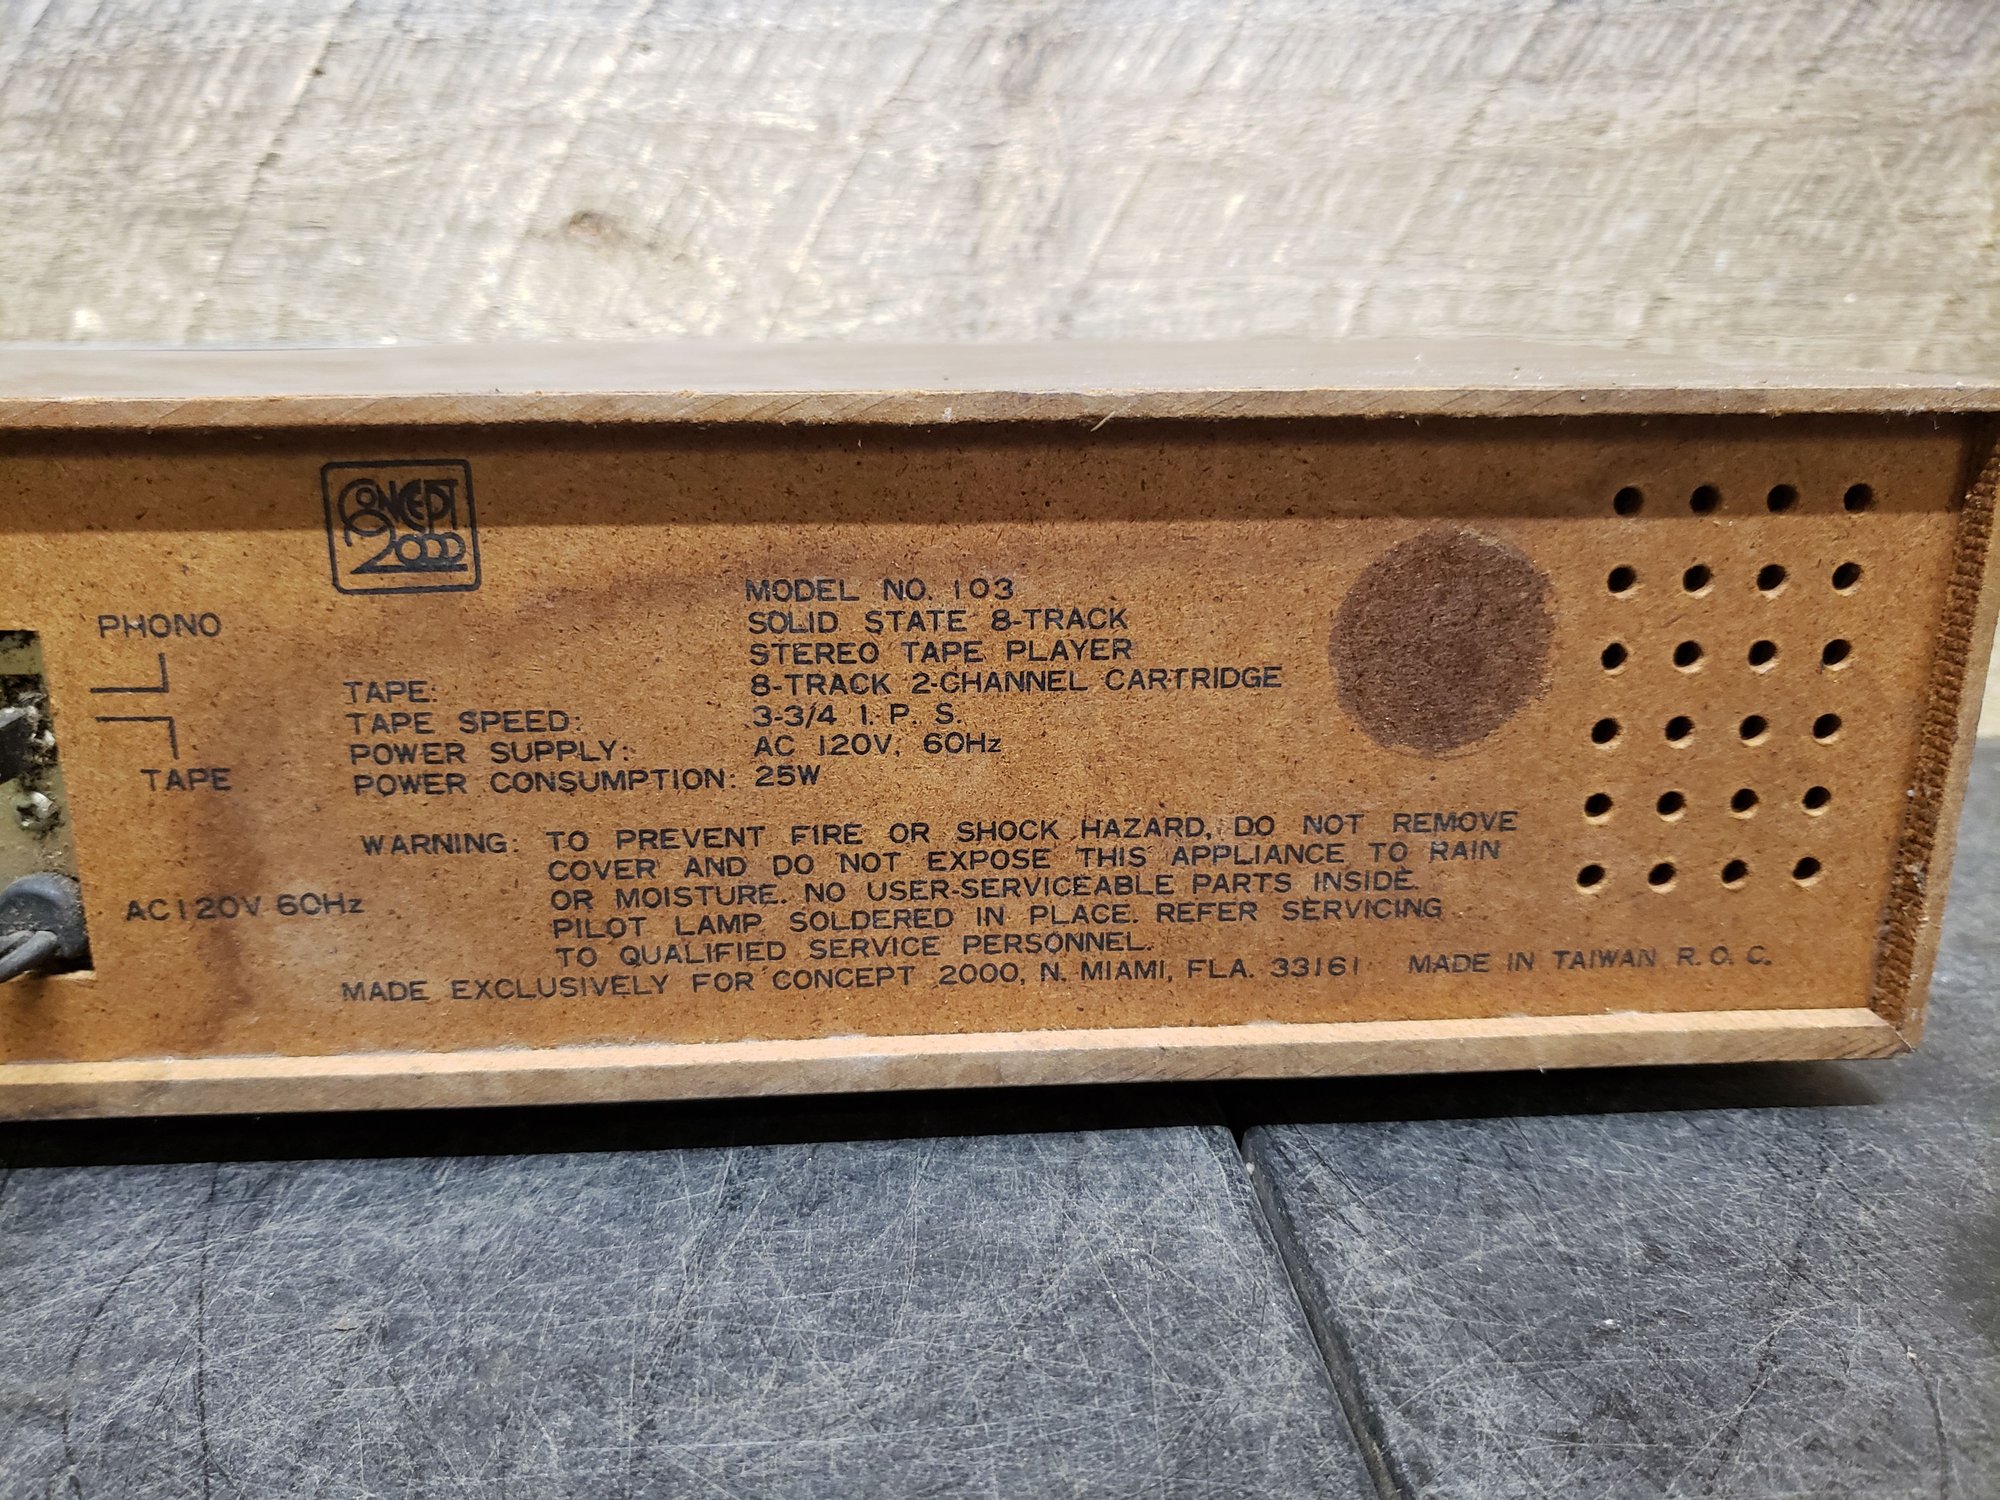 CONCEPT
2000
PHONO
TAPE
AC 120V 60Hz
MODEL NO. 103
SOLID STATE 8-TRACK
STEREO TAPE PLAYER
TAPE: 8-TRACK 2-CHANNEL CARTRIDGE
TAPE SPEED: 3-3/4 I. P. S.
POWER SUPPLY: AC 120V, 60Hz
POWER CONSUMPTION: 25W
WARNING: TO PREVENT FIRE OR SHOCK HAZARD, DO NOT REMOVE
COVER AND DO NOT EXPOSE THIS APPLIANCE TO RAIN
OR MOISTURE. NO USER-SERVICEABLE PARTS INSIDE.
PILOT LAMP SOLDERED IN PLACE. REFER SERVICING
TO QUALIFIED SERVICE PERSONNEL.
MADE EXCLUSIVELY FOR CONCEPT 2000, N. MIAMI, FLA. 33161 MADE IN TAIWAN R. O. C.